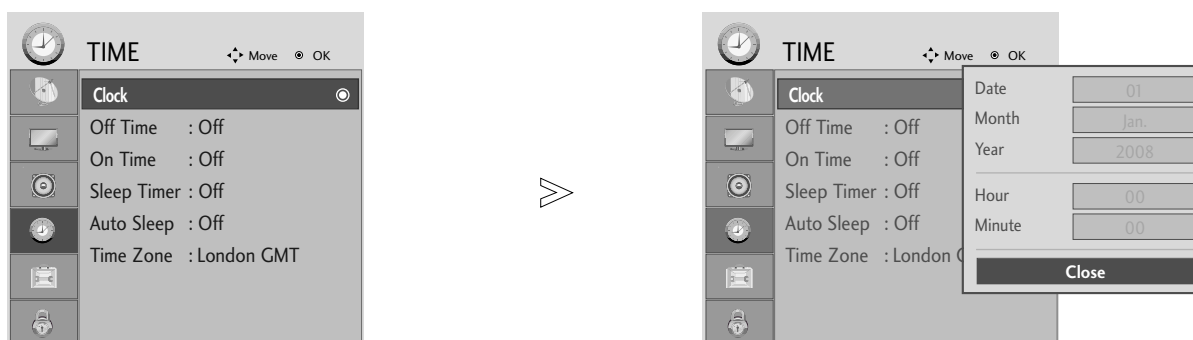 TIME
Move OK
Clock
Off Time : Off
On Time : Off
Sleep Timer : Off
Auto Sleep : Off
Time Zone : London GMT
TIME
Move OK
Clock
Off Time : Off
On Time : Off
Sleep Timer : Off
Auto Sleep : Off
Time Zone : London
Date 01
Month Jan.
Year 2008
Hour 00
Minute 00
Close